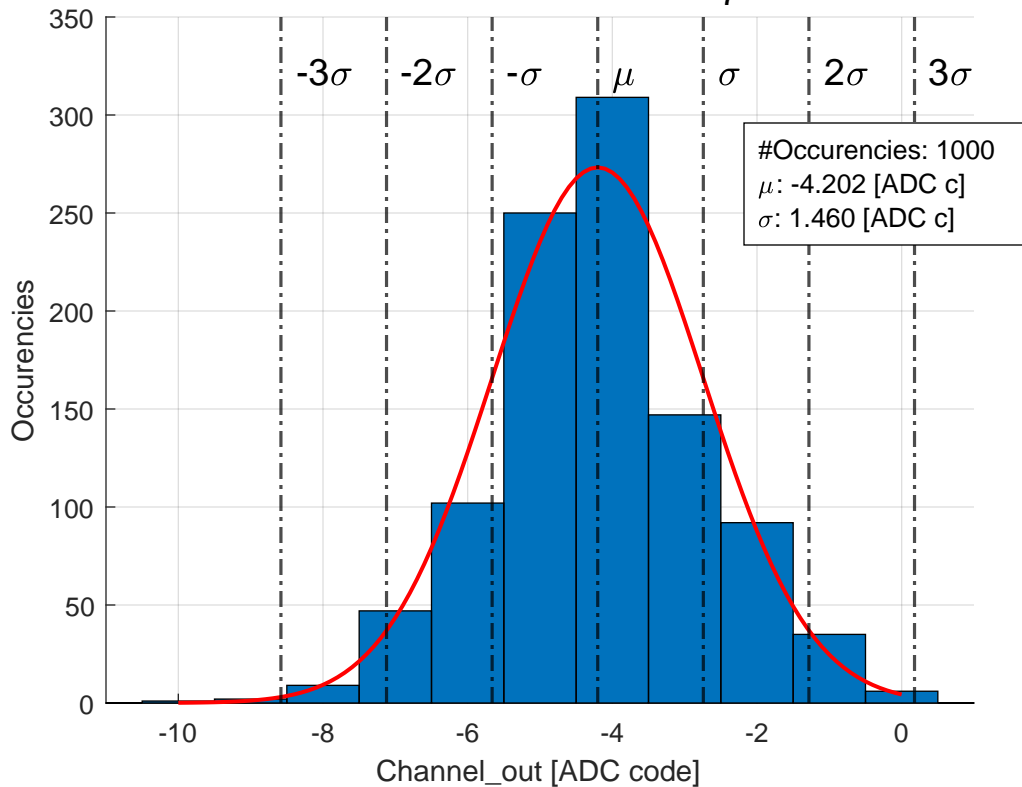 350
300
250
200
150
100
50
0
Occurencies
-3σ -2σ -σ μ σ 2σ 3σ
#Occurencies: 1000
μ: -4.202 [ADC c]
σ: 1.460 [ADC c]
-10 -8 -6 -4 -2 0
Channel_out [ADC code]